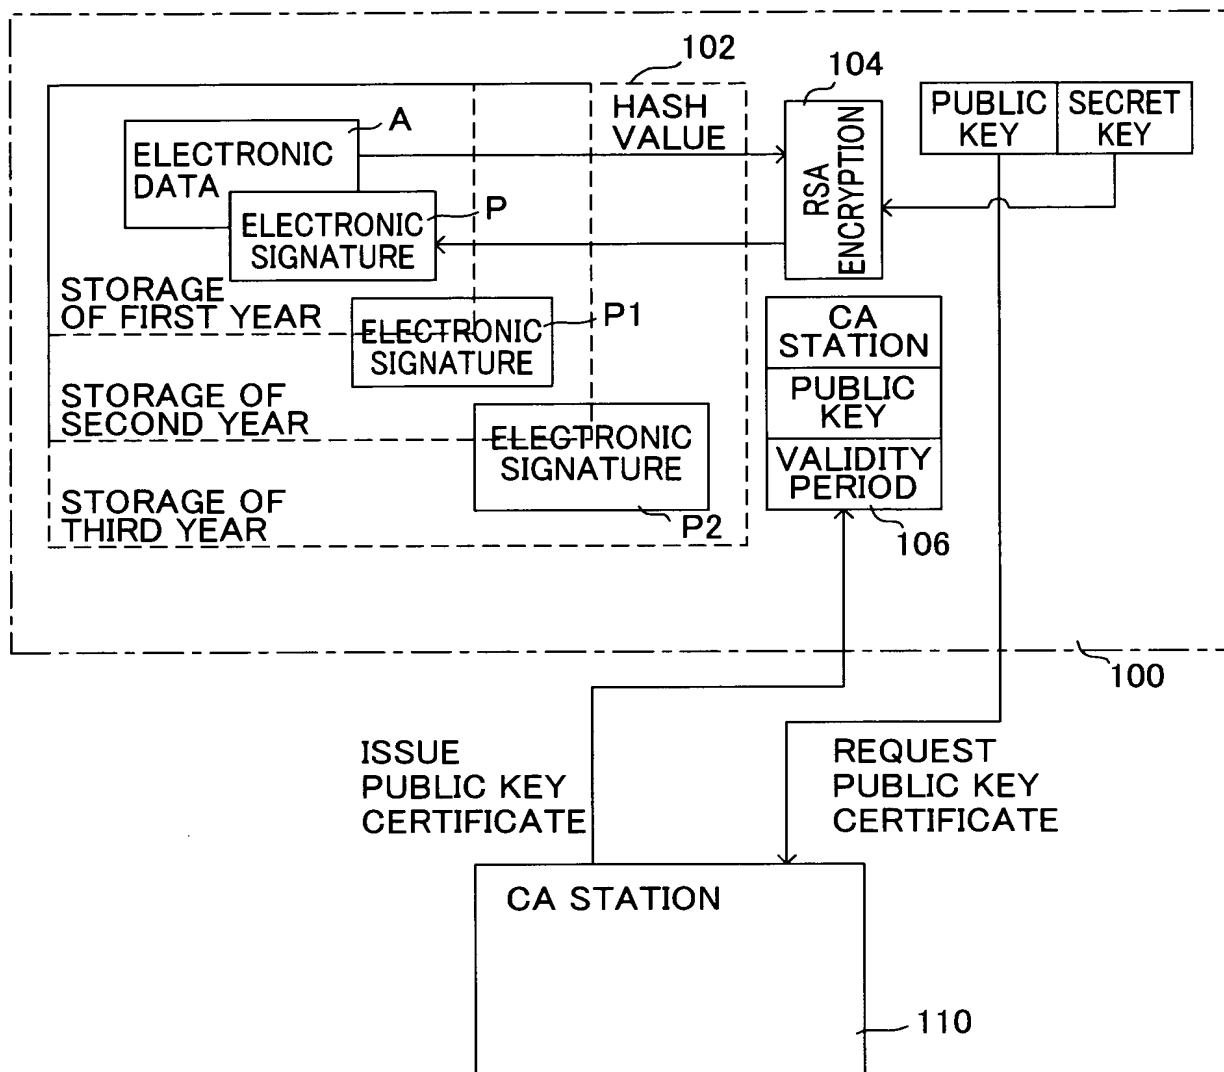 102
104
HASH
VALUE
PUBLIC
KEY
SECRET
KEY
A
ELECTRONIC
DATA
RSA
ENCRYPTION
P
ELECTRONIC
SIGNATURE
STORAGE
OF FIRST YEAR
P1
ELECTRONIC
SIGNATURE
CA
STATION
PUBLIC
KEY
VALIDITY
PERIOD
STORAGE OF
SECOND YEAR
ELECTRONIC
SIGNATURE
STORAGE OF
THIRD YEAR
P2
106
100
ISSUE
PUBLIC KEY
CERTIFICATE
REQUEST
PUBLIC KEY
CERTIFICATE
CA STATION
110